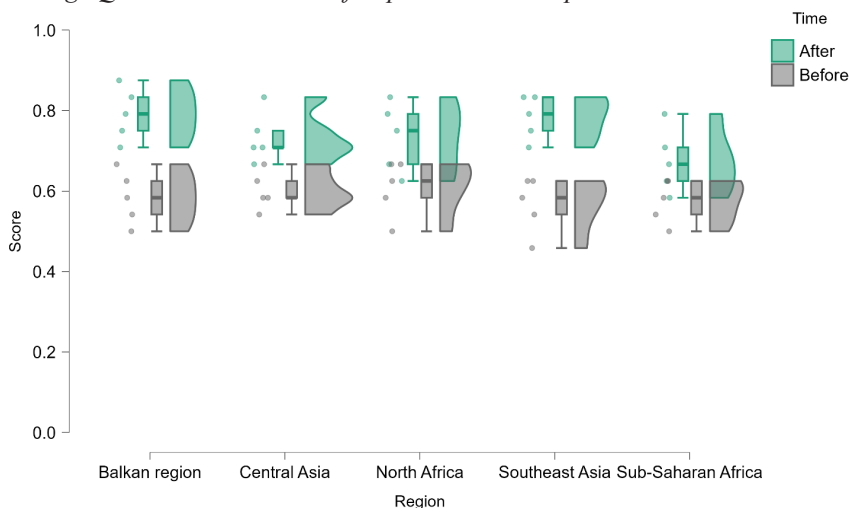 Time
After
Before
1.0
0.8
0.6
0.4
0.2
0.0
Score
Balkan region Central Asia North Africa Southeast Asia Sub-Saharan Africa
Region